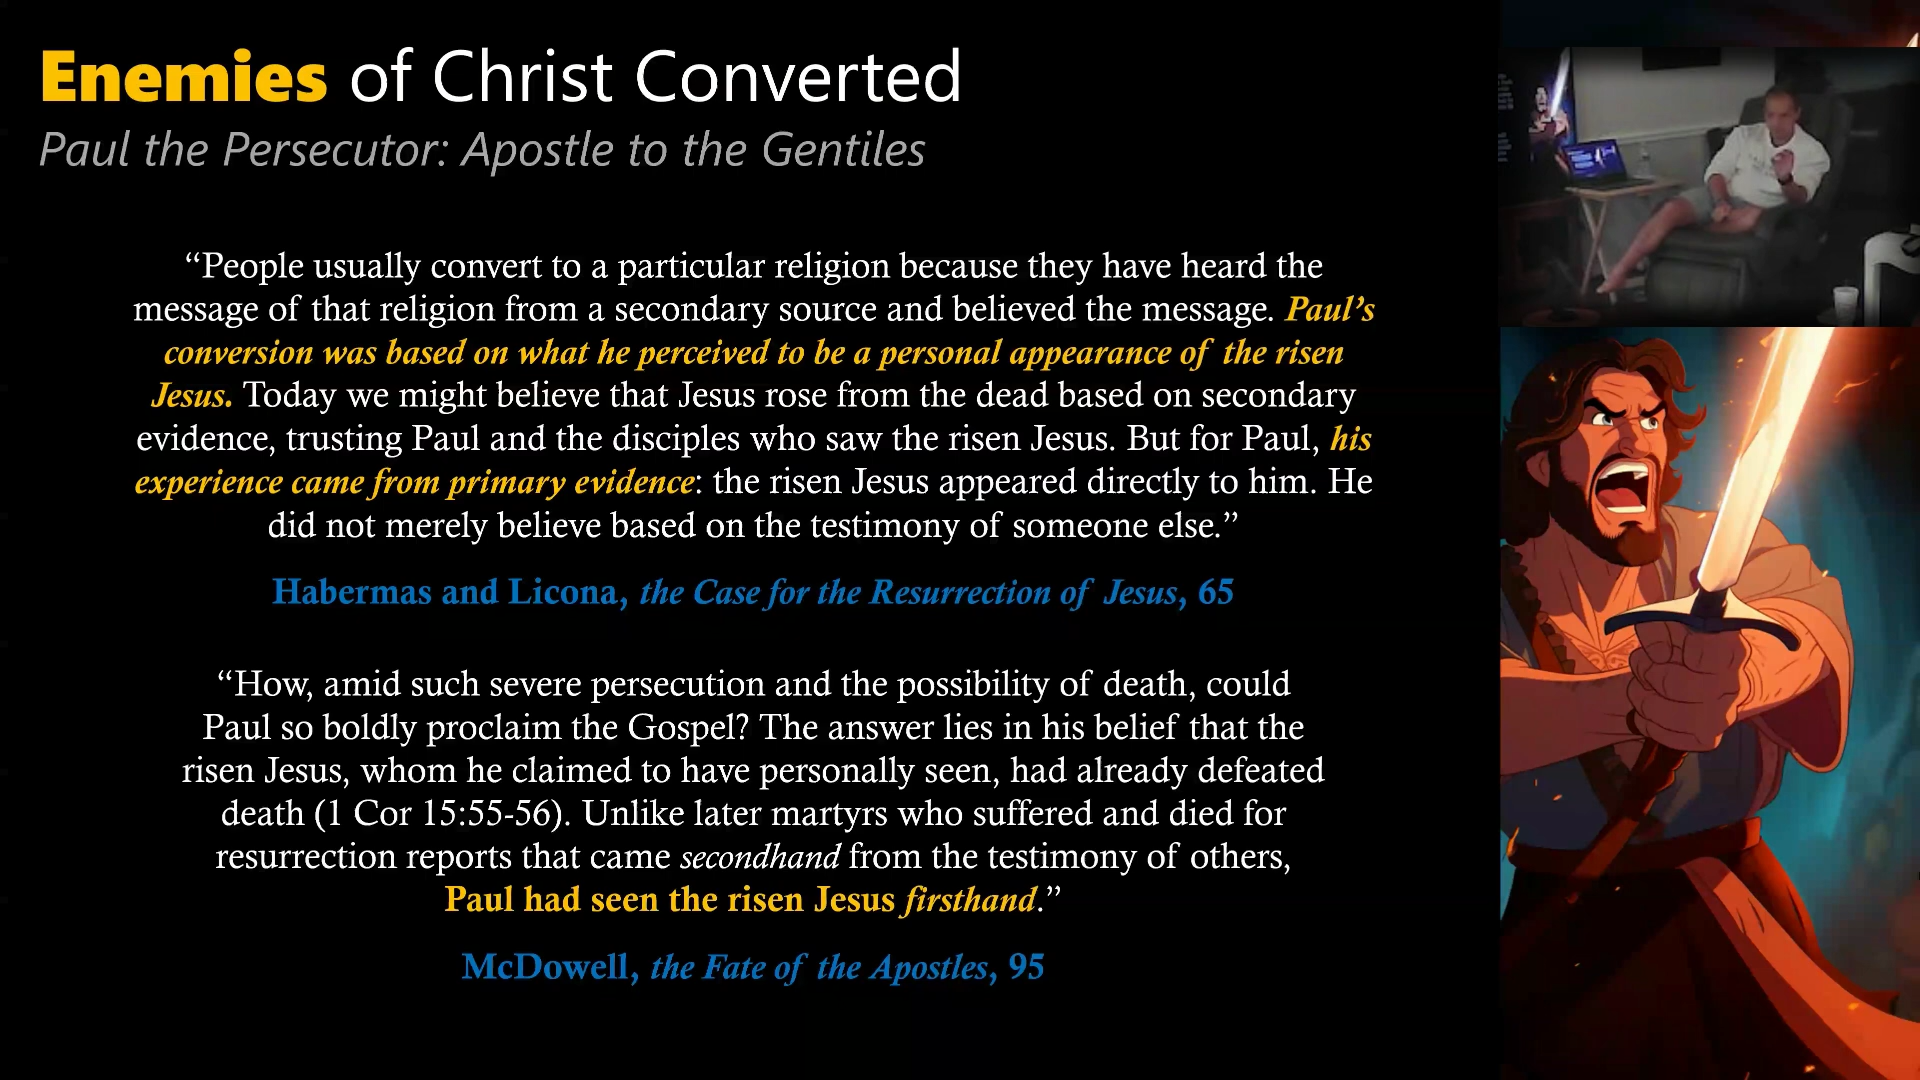 Enemies of Christ Converted
Paul the Persecutor: Apostle to the Gentiles
“People usually convert to a particular religion because they have heard the
message of that religion from a secondary source and believed the message. Paul’s
conversion was based on what he perceived to be a personal appearance of the risen
Jesus. Today we might believe that Jesus rose from the dead based on secondary
evidence, trusting Paul and the disciples who saw the risen Jesus. But for Paul, his
experience came from primary evidence: the risen Jesus appeared directly to him. He
did not merely believe based on the testimony of someone else.”
Habermas and Licona, the Case for the Resurrection of Jesus, 65
“How, amid such severe persecution and the possibility of death, could
Paul so boldly proclaim the Gospel? The answer lies in his belief that the
risen Jesus, whom he claimed to have personally seen, had already defeated
death (1 Cor 15:55-56). Unlike later martyrs who suffered and died for
resurrection reports that came secondhand from the testimony of others,
Paul had seen the risen Jesus firsthand.”
McDowell, the Fate of the Apostles, 95